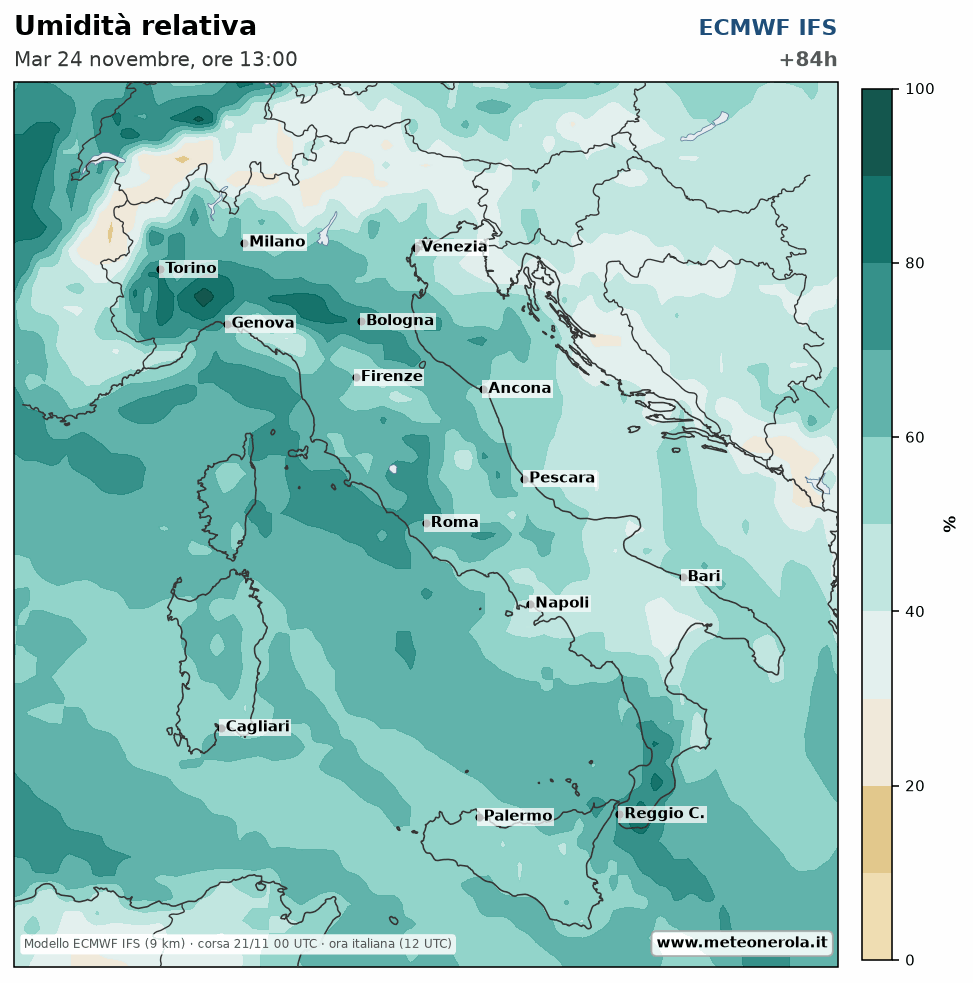 Umidità relativa
ECMWF IFS
Mar 24 novembre, ore 13:00
+84h
100
80
60
40
20
0
%
Milano
Venezia
Torino
Genova
Bologna
Firenze
Ancona
Pescara
Roma
Bari
Napoli
Cagliari
Palermo
Reggio C.
Modello ECMWF IFS (9 km) · corsa 21/11 00 UTC · ora italiana (12 UTC)
www.meteonerola.it